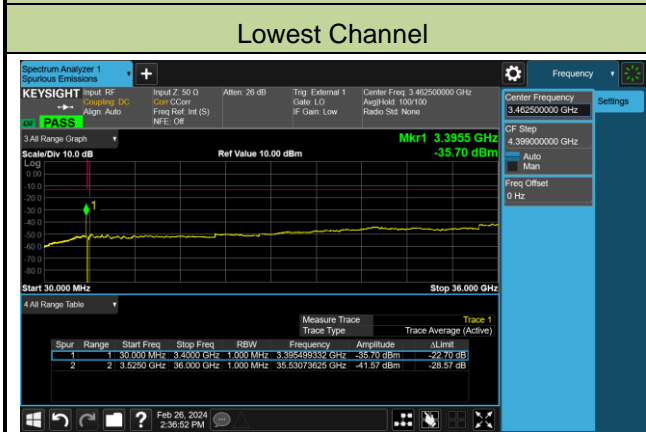 Lowest Channel
Spectrum Analyzer 1
Spurious Emissions
Frequency
KEYSIGHT
Input: RF
Coupling: DC
Align: Auto
Input Z: 50 Ω
Corr CCorr
Freq Ref: Int (S)
NFE: Off
Atten: 26 dB
Trig: External 1
Gate: LO
IF Gain: Low
Center Freq: 3.462500000 GHz
Avg|Hold: 100/100
Radio Std: None
PASS
Center Frequency
3.462500000 GHz
Settings
CF Step
4.399000000 GHz
Auto
Man
Freq Offset
0 Hz
3 All Range Graph
Mkr1 3.3955 GHz
Scale/Div 10.0 dB
Ref Value 10.00 dBm
-35.70 dBm
Log
0.00
-10.0
-20.0
-30.0
-40.0
-50.0
-60.0
-70.0
-80.0
1
Start 30.000 MHz
Stop 36.000 GHz
4 All Range Table
Measure Trace Trace 1
Trace Type Trace Average (Active)
Spur Range Start Freq Stop Freq RBW Frequency Amplitude ΔLimit
1 1 30.000 MHz 3.4000 GHz 1.000 MHz 3.395499332 GHz -35.70 dBm -22.70 dB
2 2 3.5250 GHz 36.000 GHz 1.000 MHz 35.53073625 GHz -41.57 dBm -28.57 dB
Feb 26, 2024
2:36:52 PM